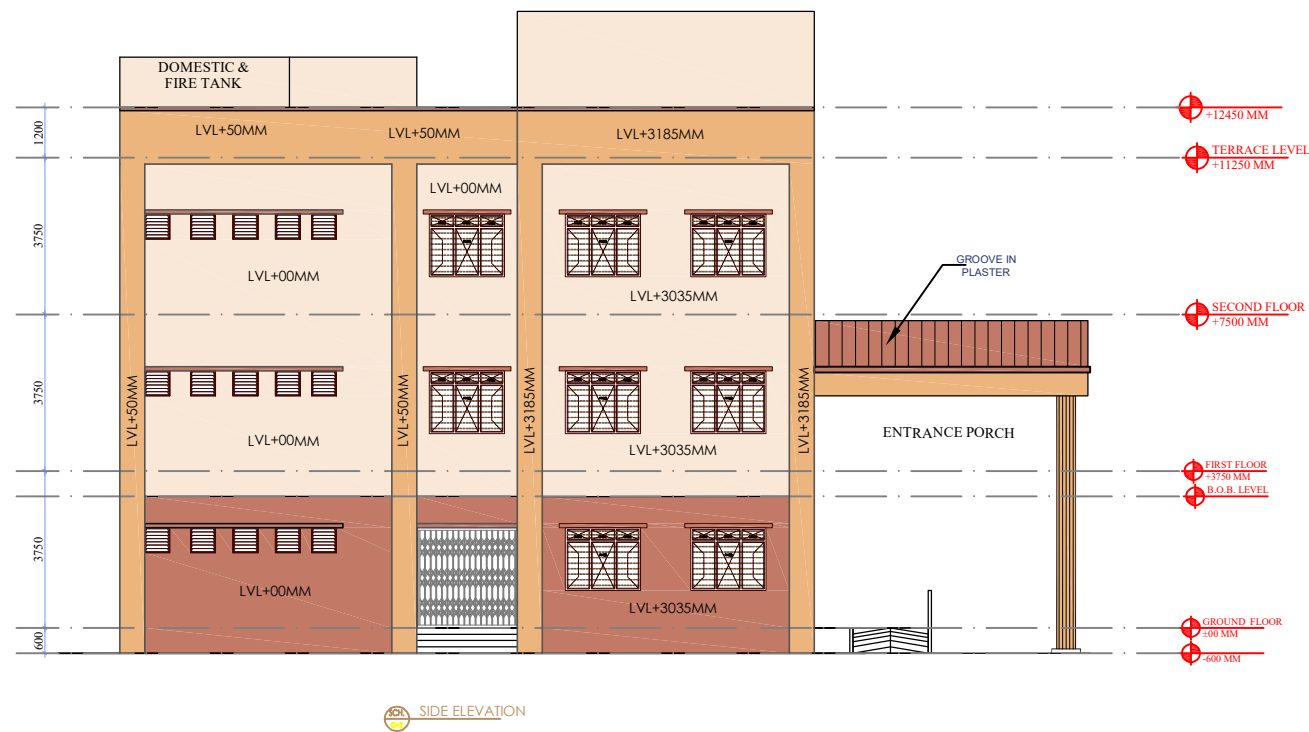 DOMESTIC &
FIRE TANK
+12450 MM
1200
LVL+50MM
LVL+50MM
LVL+3185MM
TERRACE LEVEL
+11250 MM
LVL+00MM
3750
LVL+00MM
LVL+3035MM
GROOVE IN
PLASTER
SECOND FLOOR
+7500 MM
3750
LVL+50MM
LVL+00MM
LVL+50MM
LVL+3185MM
LVL+3035MM
LVL+3185MM
ENTRANCE PORCH
FIRST FLOOR
+3750 MM
B.O.B. LEVEL
3750
LVL+00MM
LVL+3035MM
600
GROUND FLOOR
±00 MM
-600 MM
SIDE ELEVATION